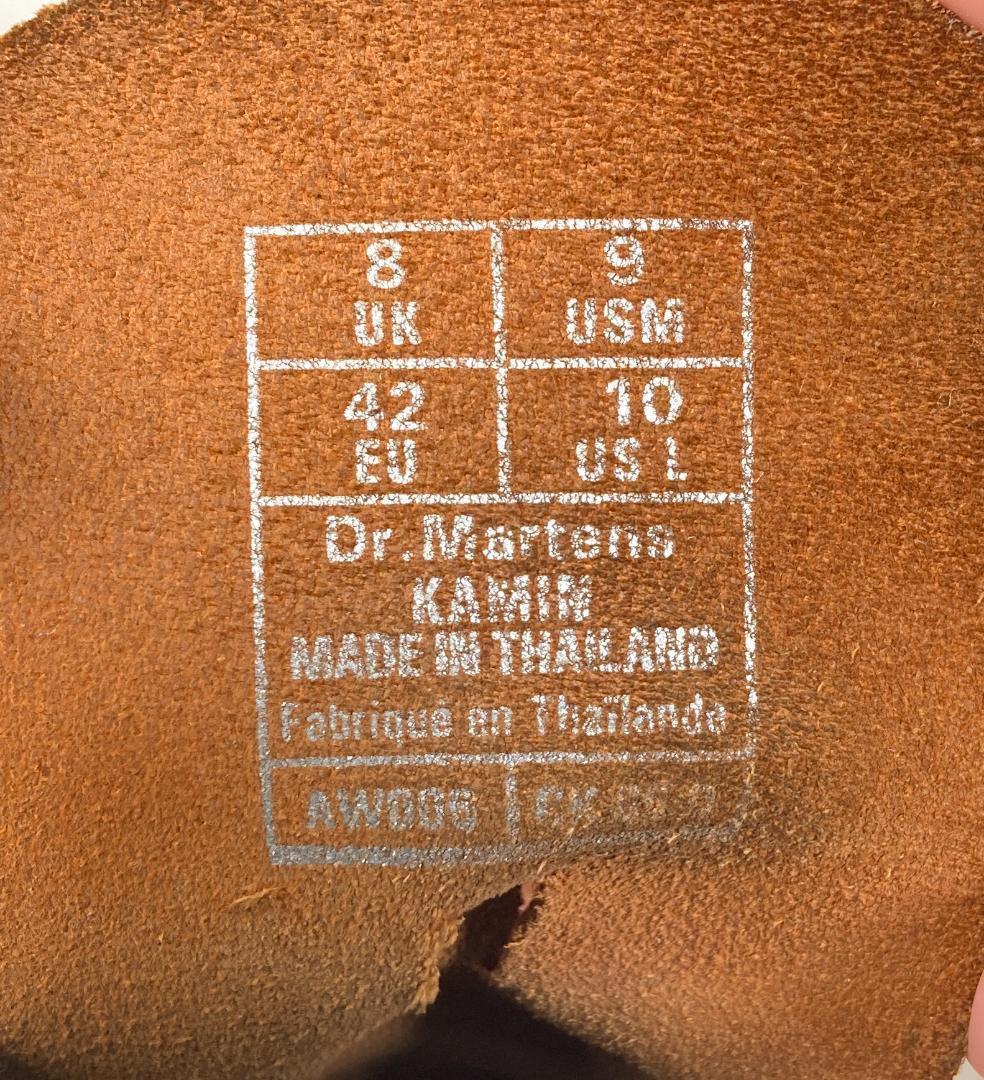 8
UK
9
USM
42
EU
10
US L
Dr.Martens
KAMIN
MADE IN THAILAND
Fabriqué en Thaïlande
AW006